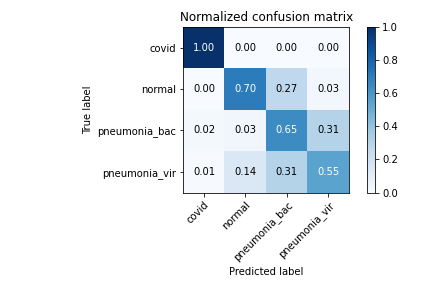 Normalized confusion matrix
True label
covid 1.00 0.00 0.00 0.00
normal 0.00 0.70 0.27 0.03
pneumonia_bac 0.02 0.03 0.65 0.31
pneumonia_vir 0.01 0.14 0.31 0.55
covid normal pneumonia_bac pneumonia_vir
Predicted label
1.0
0.8
0.6
0.4
0.2
0.0